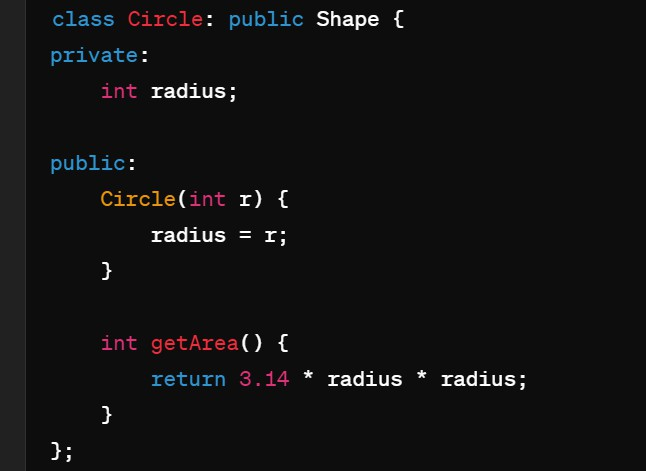 class Circle: public Shape {
private:
    int radius;

public:
    Circle(int r) {
        radius = r;
    }

    int getArea() {
        return 3.14 * radius * radius;
    }
};